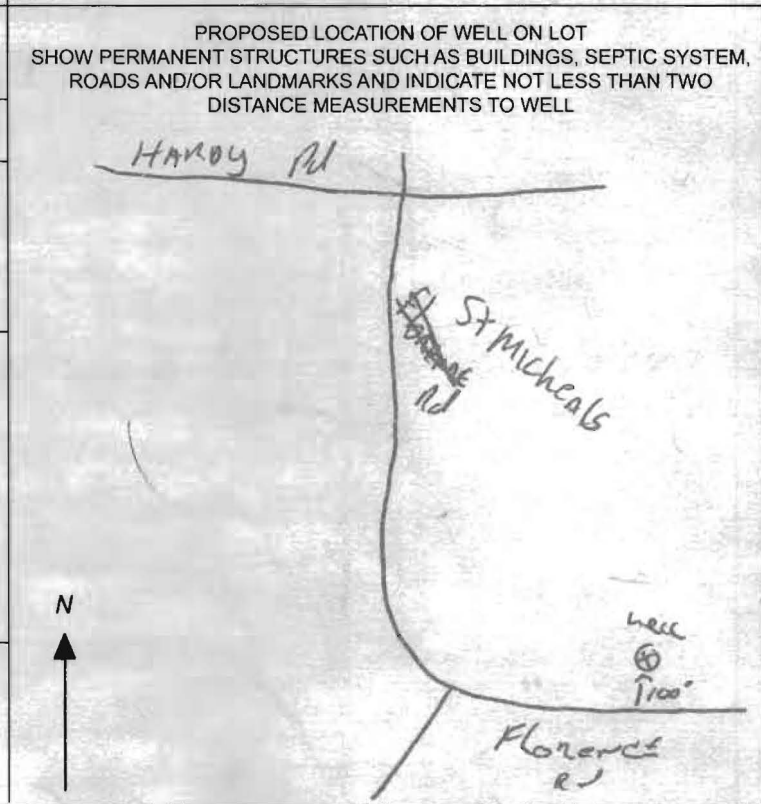 PROPOSED LOCATION OF WELL ON LOT
SHOW PERMANENT STRUCTURES SUCH AS BUILDINGS, SEPTIC SYSTEM,
ROADS AND/OR LANDMARKS AND INDICATE NOT LESS THAN TWO
DISTANCE MEASUREMENTS TO WELL
HARDY Rd
St Micheals
Rd
N
well
100'
Florence
Rd